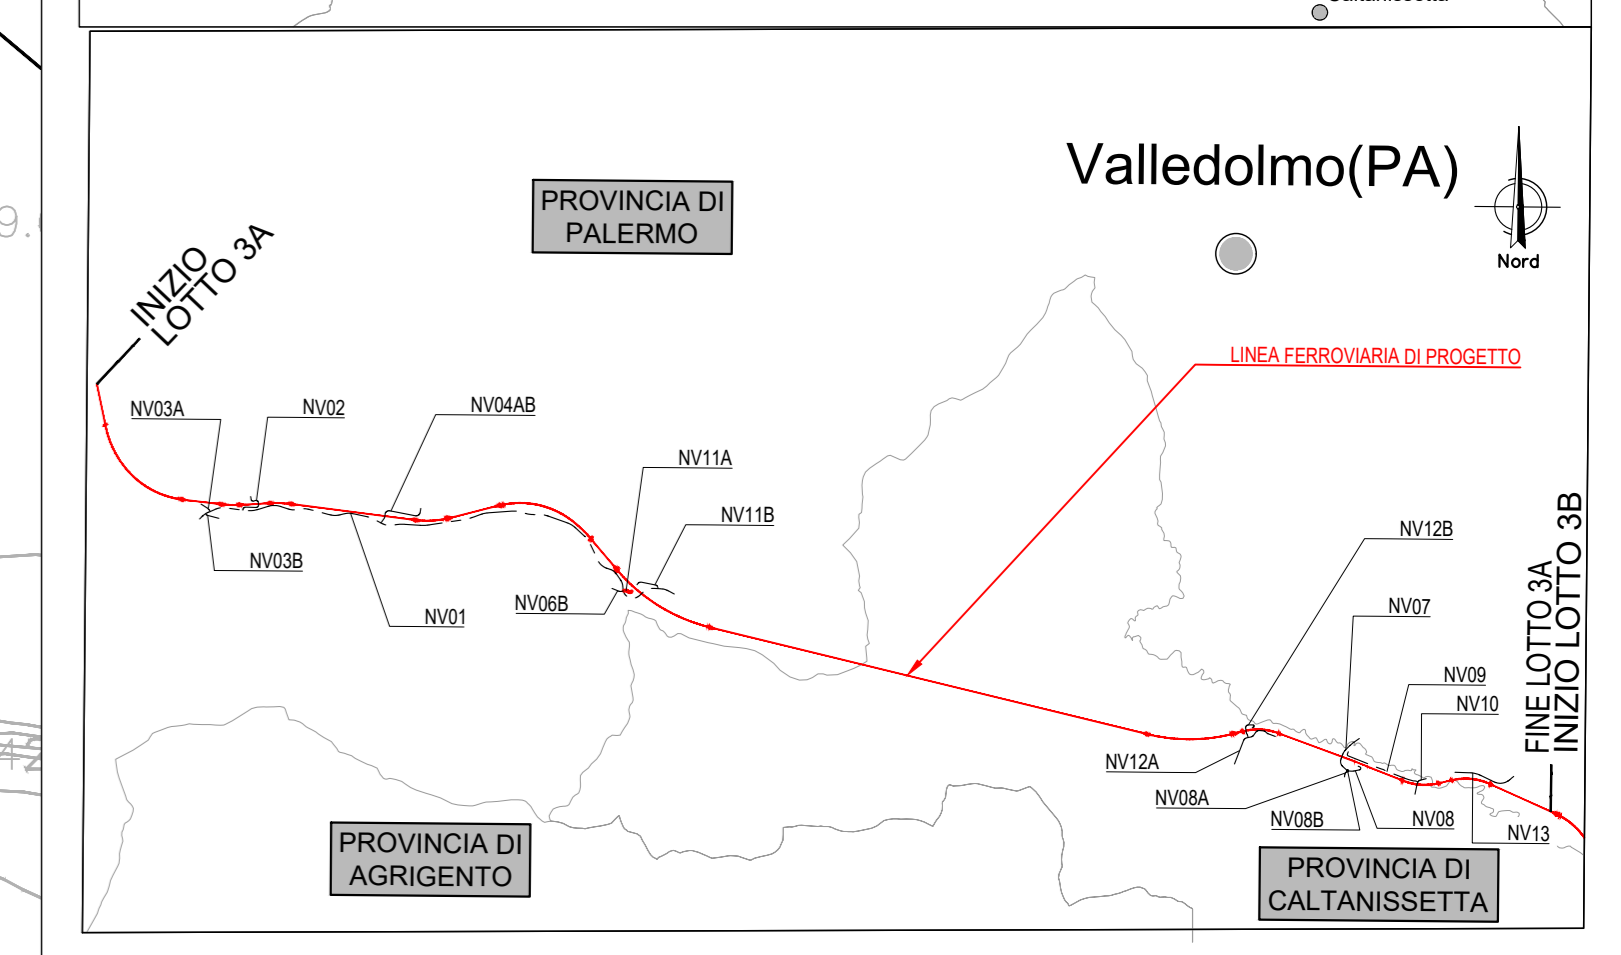 Valledolmo(PA)
PROVINCIA DI
PALERMO
Nord
INIZIO
LOTTO 3A
LINEA FERROVIARIA DI PROGETTO
NV03A
NV02
NV04AB
NV11A
NV11B
NV03B
NV01
NV06B
NV12B
NV07
NV09
NV10
FINE LOTTO 3A
INIZIO LOTTO 3B
NV12A
NV08A
NV08B
NV08
NV13
PROVINCIA DI
AGRIGENTO
PROVINCIA DI
CALTANISSETTA